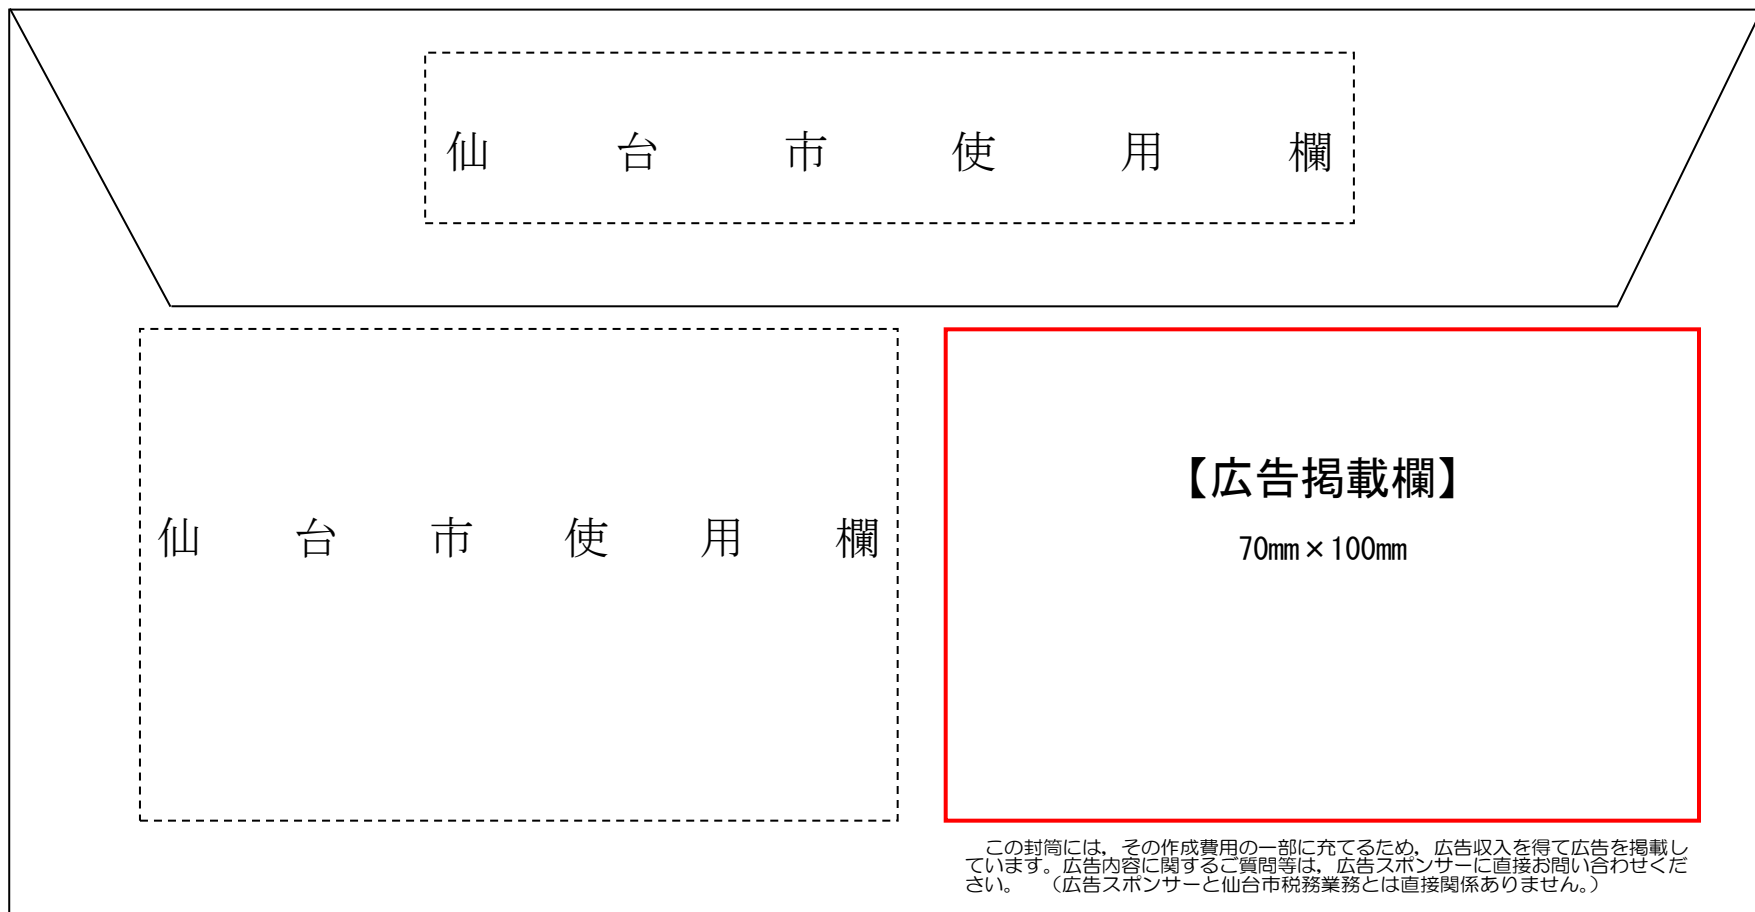 仙台市使用欄
仙台市使用欄
【広告掲載欄】
70mm×100mm
この封筒には，その作成費用の一部に充てるため，広告収入を得て広告を掲載し
ています。広告内容に関するご質問等は，広告スポンサーに直接お問い合わせくだ
さい。　（広告スポンサーと仙台市税務業務とは直接関係ありません。）